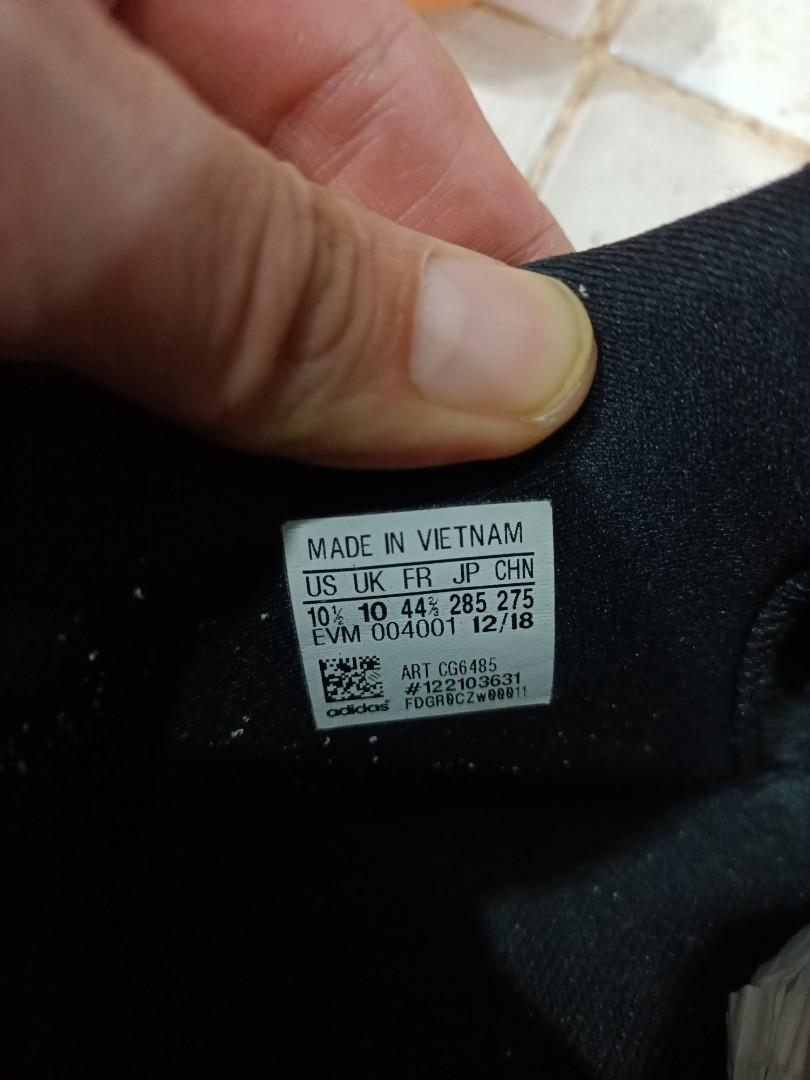 MADE IN VIETNAM
US UK FR JP CHN
10½ 10 44⅔ 285 275
EVM 004001 12/18
ART CG6485
#122103631
FDGR0CZw00011
adidas